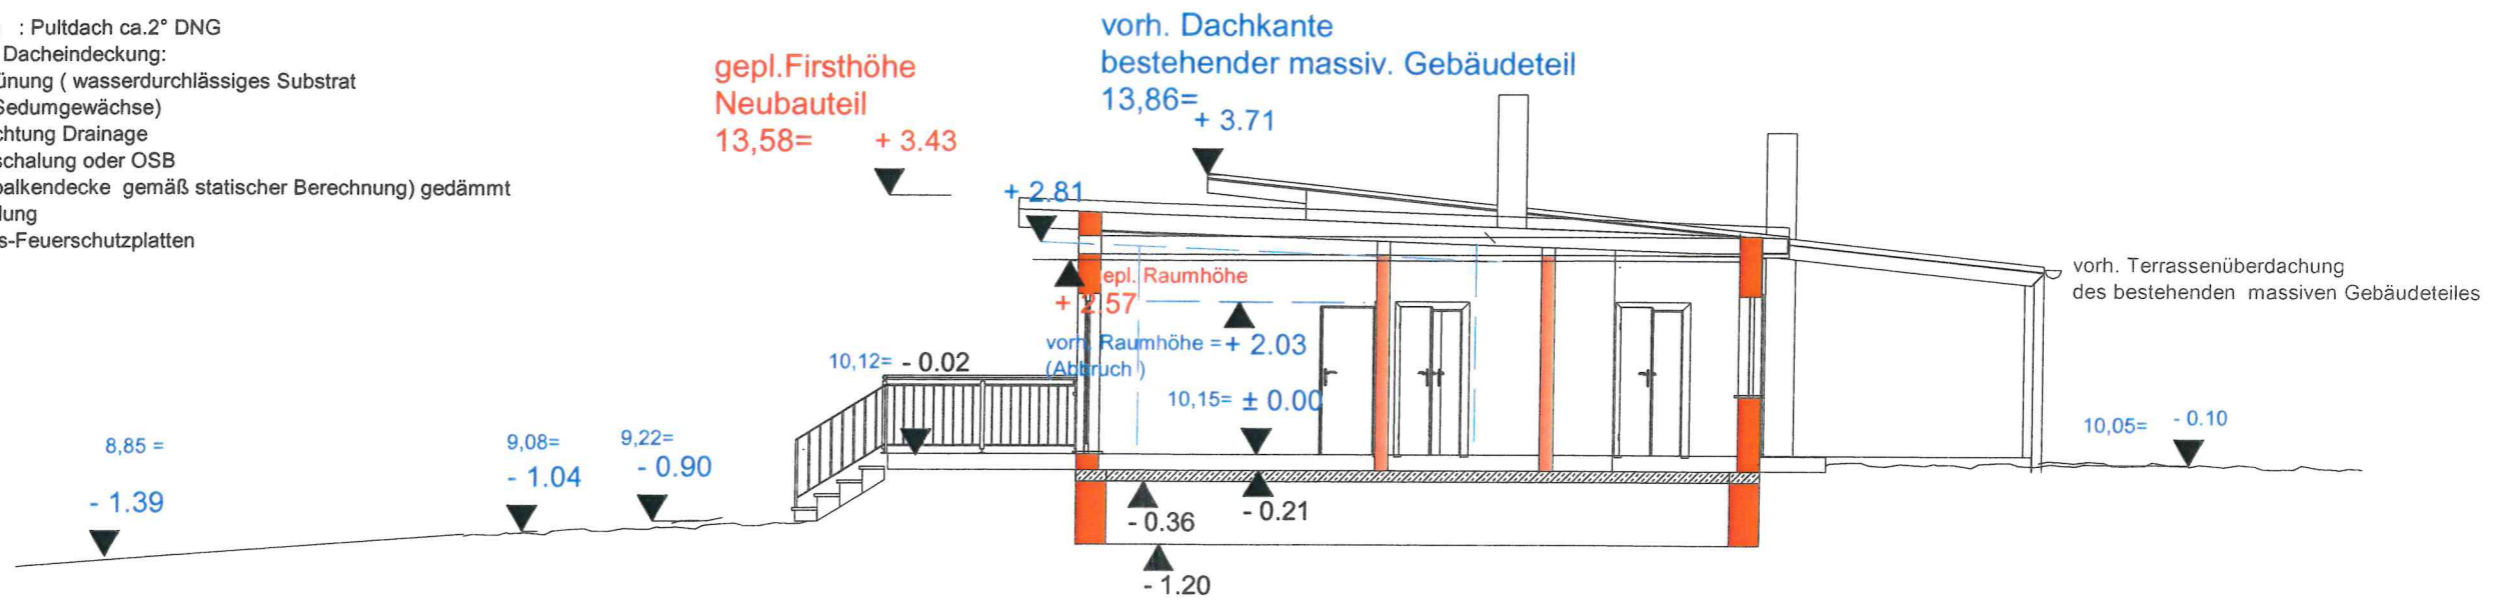 : Pultdach ca.2° DNG
Dacheindeckung:
ünung ( wasserdurchlässiges Substrat
Sedumgewächse)
chtung Drainage
schalung oder OSB
balkendecke gemäß statischer Berechnung) gedämmt
lung
s-Feuerschutzplatten
gepl.Firsthöhe
Neubauteil
13,58= + 3.43
vorh. Dachkante
bestehender massiv. Gebäudeteil
13,86=
+ 3.71
+ 2.81
epl. Raumhöhe
+ 2.57
vorh. Raumhöhe = + 2.03
(Abbruch )
10,12= - 0.02
10,15= ± 0.00
vorh. Terrassenüberdachung
des bestehenden massiven Gebäudeteiles
8,85 =
- 1.39
9,08=
- 1.04
9,22=
- 0.90
10,05= - 0.10
- 0.36
- 0.21
- 1.20